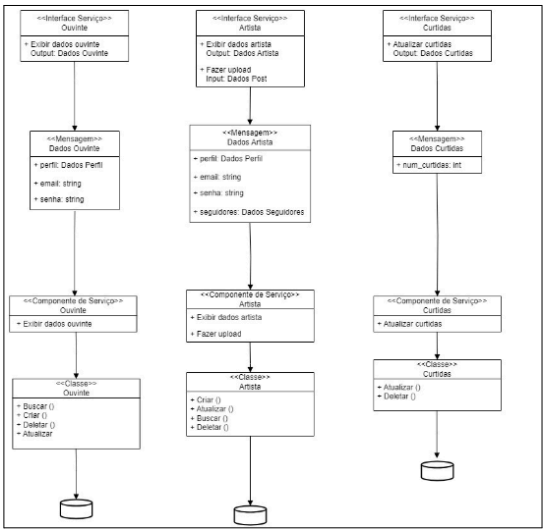 <<Interface Serviço>>
Ouvinte
+ Exibir dados ouvinte
Output: Dados Ouvinte
<<Mensagem>>
Dados Ouvinte
+ perfil: Dados Perfil
+ email: string
+ senha: string
<<Componente de Serviço>>
Ouvinte
+ Exibir dados ouvinte
<<Classe>>
Ouvinte
+ Buscar ()
+ Criar ()
+ Deletar ()
+ Atualizar
<<Interface Serviço>>
Artista
+ Exibir dados artista
Output: Dados Artista
+ Fazer upload
Input: Dados Post
<<Mensagem>>
Dados Artista
+ perfil: Dados Perfil
+ email: string
+ senha: string
+ seguidores: Dados Seguidores
<<Componente de Serviço>>
Artista
+ Exibir dados artista
+ Fazer upload
<<Classe>>
Artista
+ Criar ()
+ Atualizar ()
+ Buscar ()
+ Deletar ()
<<Interface Serviço>>
Curtidas
+ Atualizar curtidas
Output: Dados Curtidas
<<Mensagem>>
Dados Curtidas
+ num_curtidas: int
<<Componente de Serviço>>
Curtidas
+ Atualizar curtidas
<<Classe>>
Curtidas
+ Atualizar ()
+ Deletar ()